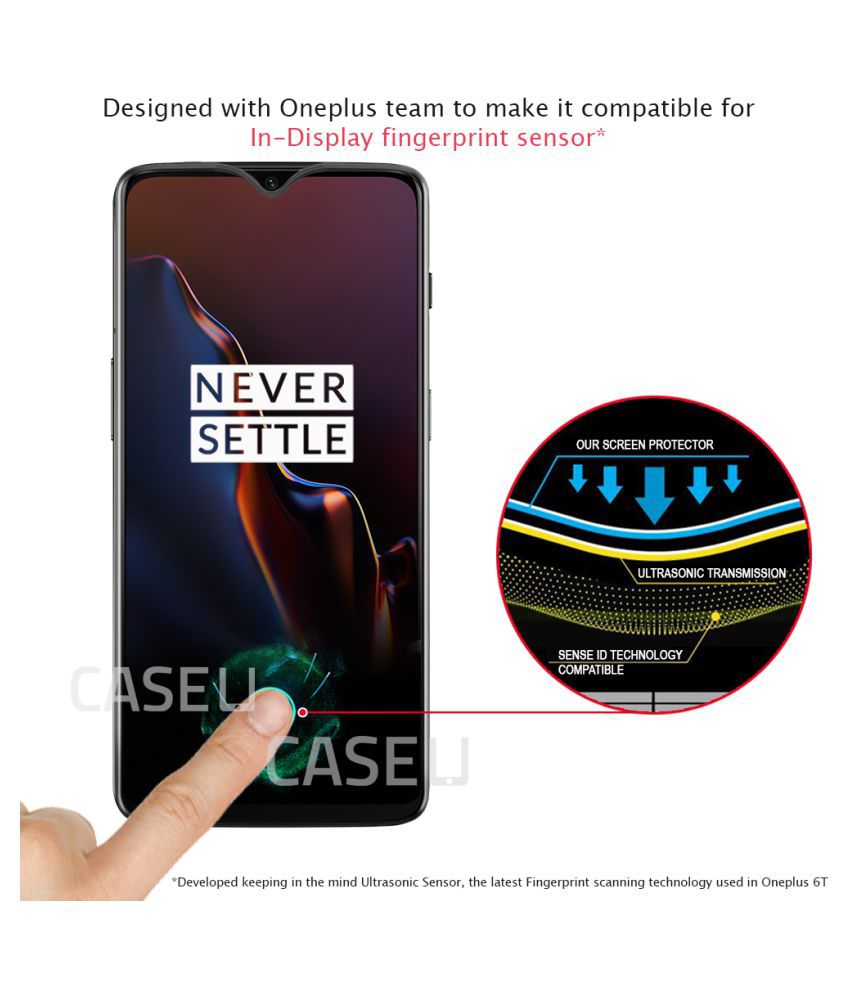 Designed with Oneplus team to make it compatible for
In-Display fingerprint sensor*
NEVER
SETTLE
OUR SCREEN PROTECTOR
ULTRASONIC TRANSMISSION
SENSE ID TECHNOLOGY
COMPATIBLE
CASE U
CASE U
*Developed keeping in the mind Ultrasonic Sensor, the latest Fingerprint scanning technology used in Oneplus 6T